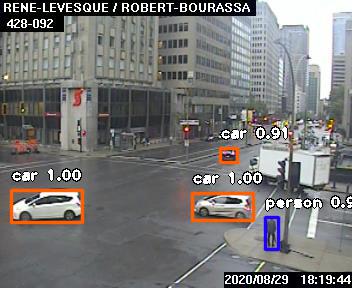 RENE-LEVESQUE / ROBERT-BOURASSA
428-092
car 0.91
car 1.00
car 1.00
person 0.9
2020/08/29 18:19:44